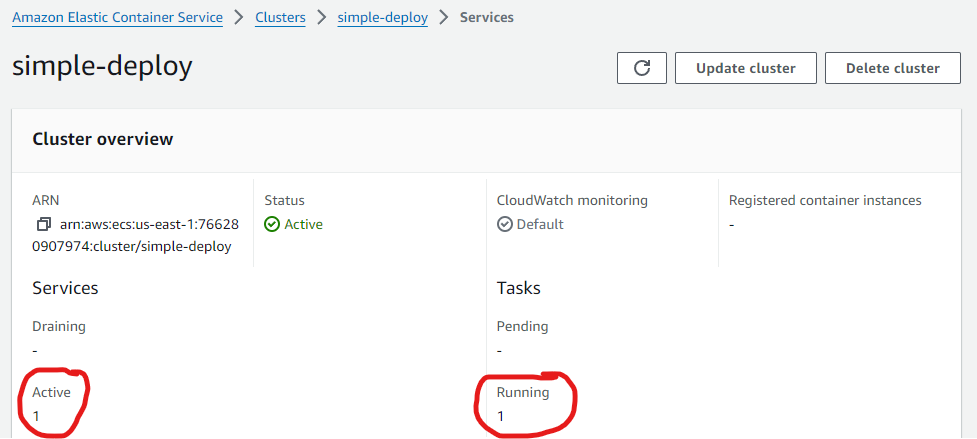 Amazon Elastic Container Service > Clusters > simple-deploy > Services
simple-deploy
Update cluster
Delete cluster
Cluster overview
ARN
arn:aws:ecs:us-east-1:76628
0907974:cluster/simple-deploy
Status
Active
CloudWatch monitoring
Default
Registered container instances
-
Services
Draining
-
Active
1
Tasks
Pending
-
Running
1